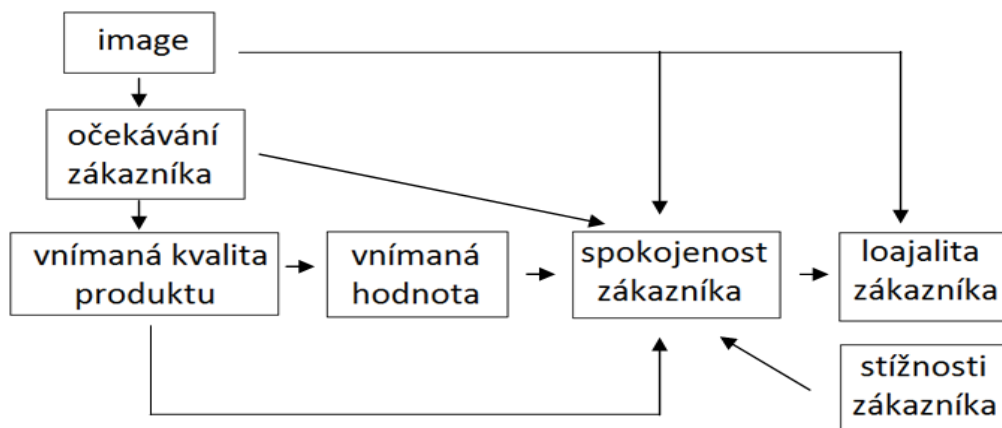 image
očekávání
zákazníka
vnímaná kvalita
produktu
vnímaná
hodnota
spokojenost
zákazníka
loajalita
zákazníka
stížnosti
zákazníka